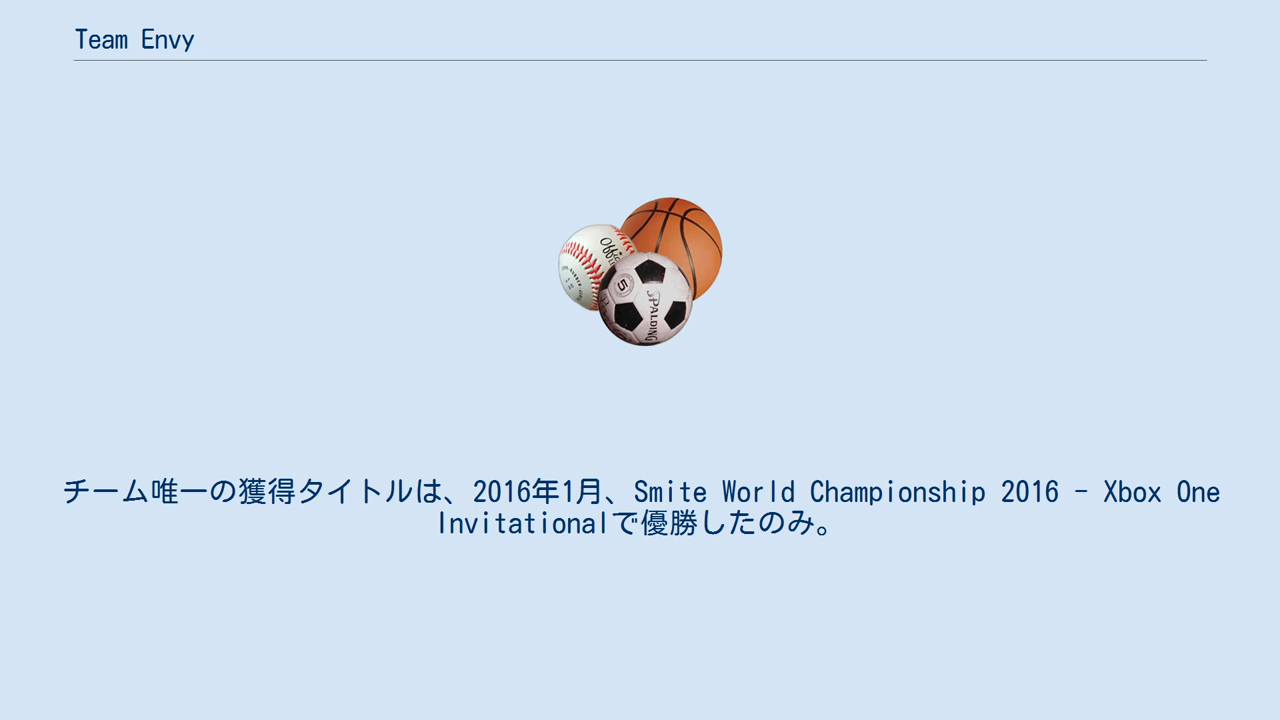 Team Envy
5
SPALDING
チーム唯一の獲得タイトルは、2016年1月、Smite World Championship 2016 - Xbox One
Invitationalで優勝したのみ。